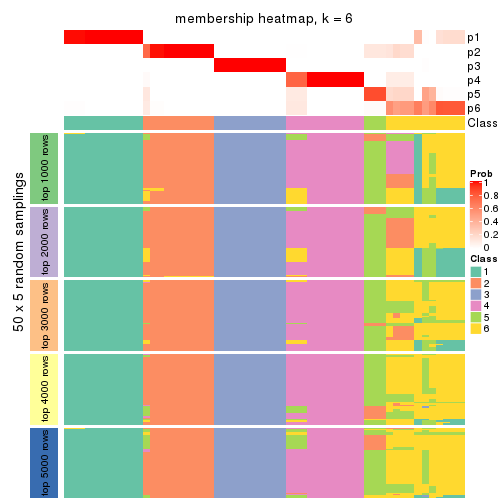 membership heatmap, k = 6
p1
p2
p3
p4
p5
p6
Class
50 x 5 random samplings
top 1000 rows
top 2000 rows
top 3000 rows
top 4000 rows
top 5000 rows
Prob
1
0.8
0.6
0.4
0.2
0
Class
1
2
3
4
5
6